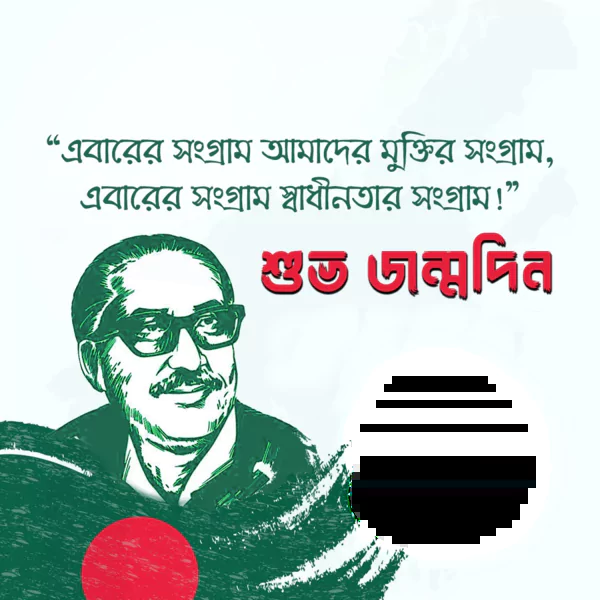 “এবারের সংগ্রাম আমাদের মুক্তির সংগ্রাম,
এবারের সংগ্রাম স্বাধীনতার সংগ্রাম!”
শুভ জন্মদিন